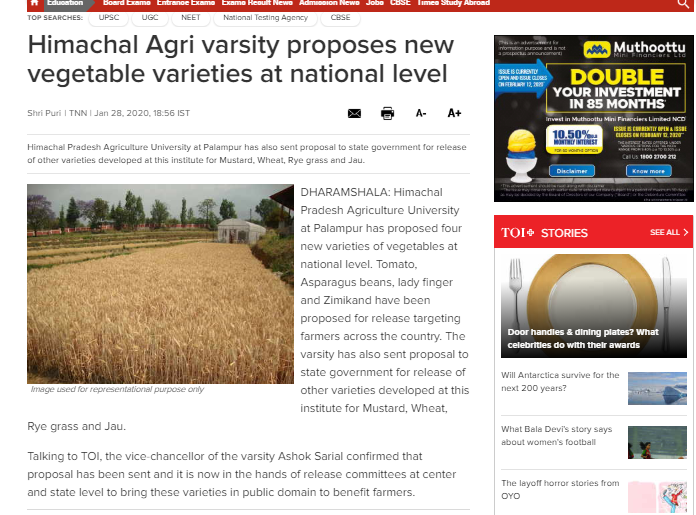 Education
Board Exams
Entrance Exams
Exams Result News
Admission News
Jobs
CBSE
Times Study Abroad
TOP SEARCHES:
UPSC
UGC
NEET
National Testing Agency
CBSE
Himachal Agri varsity proposes new
vegetable varieties at national level
Shri Puri | TNN | Jan 28, 2020, 18:56 IST
A-
A+
Himachal Pradesh Agriculture University at Palampur has also sent proposal to state government for release
of other varieties developed at this institute for Mustard, Wheat, Rye grass and Jau.
DHARAMSHALA: Himachal
Pradesh Agriculture University
at Palampur has proposed four
new varieties of vegetables at
national level. Tomato,
Asparagus beans, lady finger
and Zimikand have been
proposed for release targeting
farmers across the country. The
varsity has also sent proposal to
state government for release of
other varieties developed at this
institute for Mustard, Wheat,
Rye grass and Jau.
Image used for representational purpose only
Talking to TOI, the vice-chancellor of the varsity Ashok Sarial confirmed that
proposal has been sent and it is now in the hands of release committees at center
and state level to bring these varieties in public domain to benefit farmers.
(This is an advertisement for
information purpose and is not
a prospectus announcement)
Muthoottu
Mini Financiers Ltd
ISSUE IS CURRENTLY
OPEN AND ISSUE CLOSES
ON FEBRUARY 12, 2020*
DOUBLE
YOUR INVESTMENT
IN 85 MONTHS*
Invest in Muthoottu Mini Financiers Limited NCD
10.50%
MONTHLY INTEREST
ISSUE IS CURRENTLY OPEN & ISSUE
CLOSES ON FEBRUARY 12, 2020*
Call Us: 1800 2700 212
Disclaimer
Know more
TOI+ STORIES
SEE ALL
Door handles & dining plates? What
celebrities do with their awards
Will Antarctica survive for the
next 200 years?
What Bala Devi's story says
about women's football
The layoff horror stories from
OYO